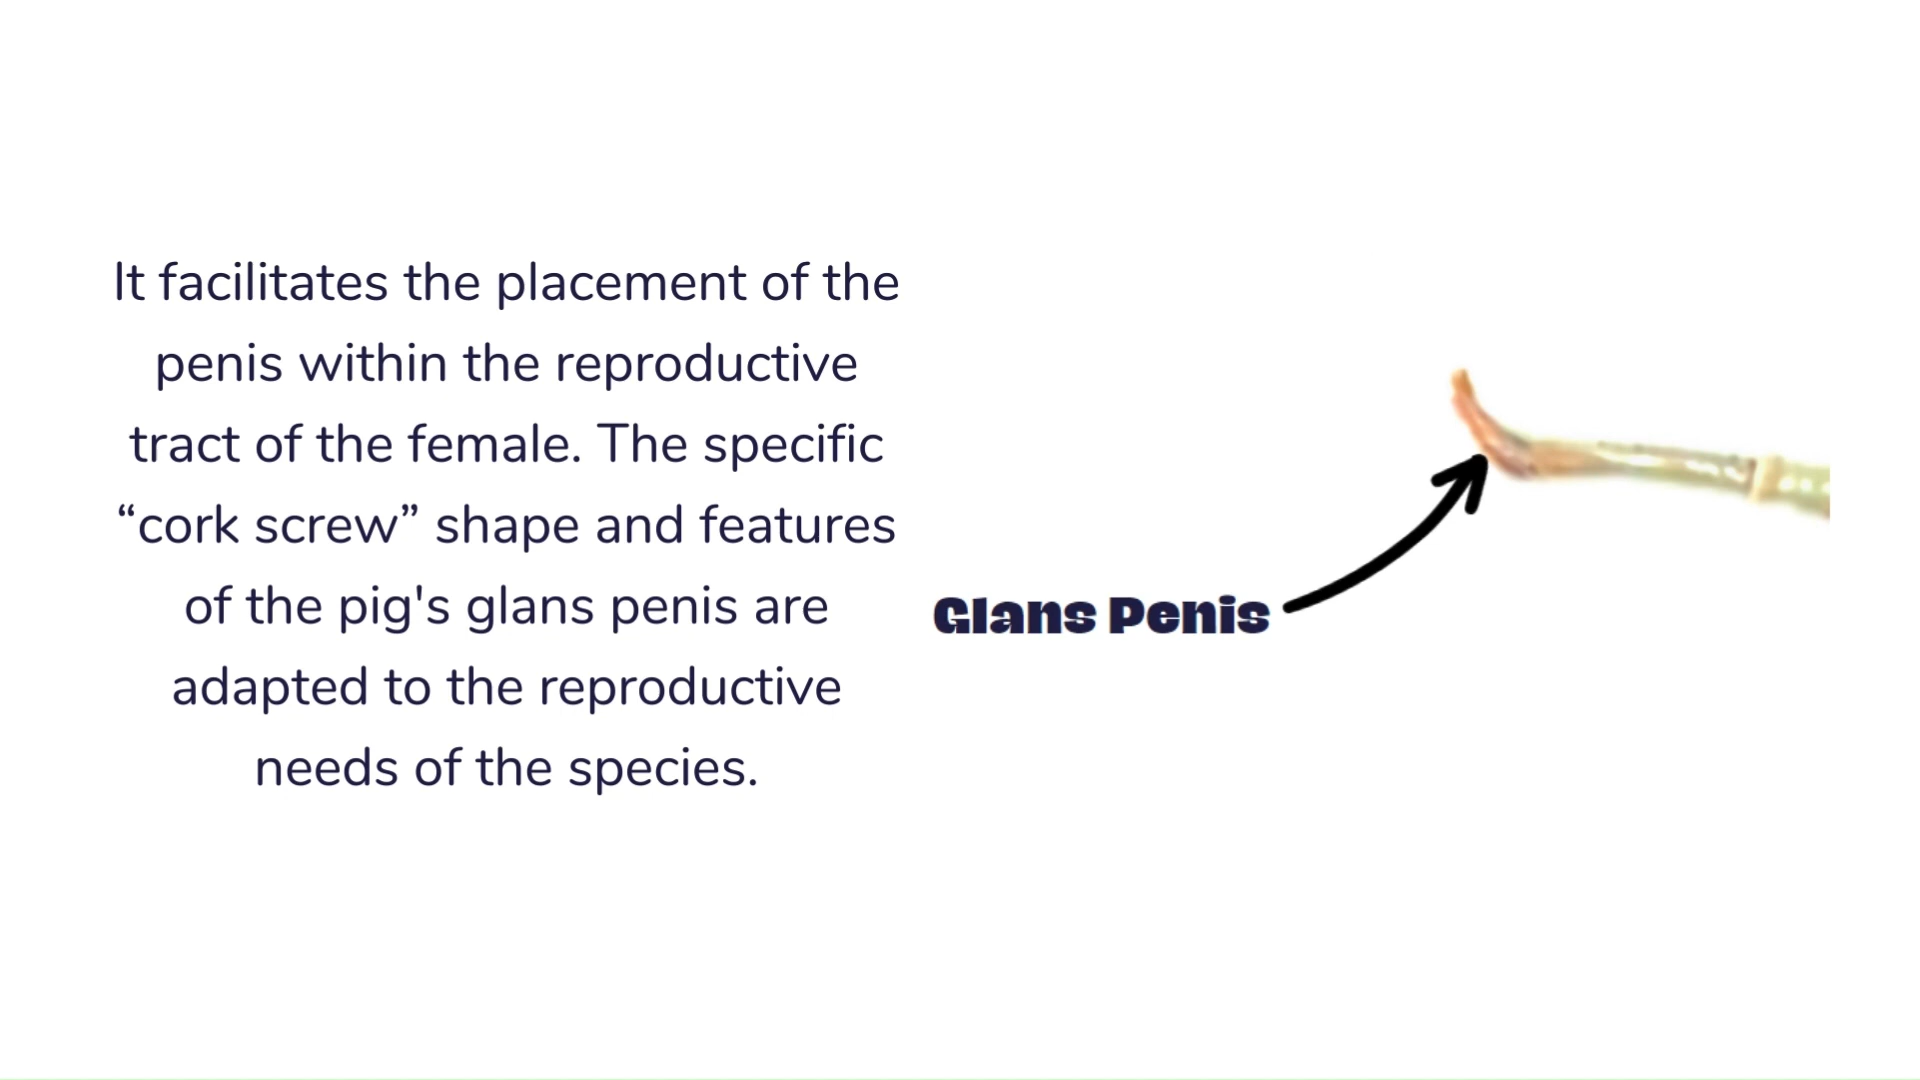 It facilitates the placement of the
penis within the reproductive
tract of the female. The specific
“cork screw” shape and features
of the pig's glans penis are
adapted to the reproductive
needs of the species.
Glans Penis